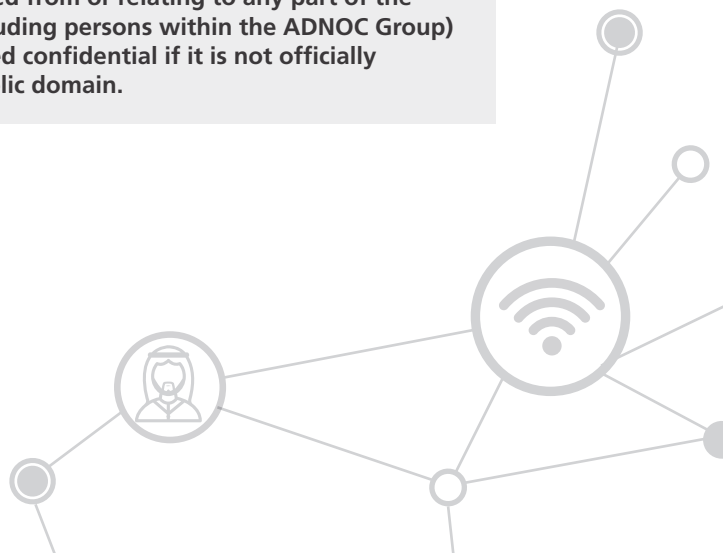 ed from or relating to any part of the
uding persons within the ADNOC Group)
ed confidential if it is not officially
lic domain.